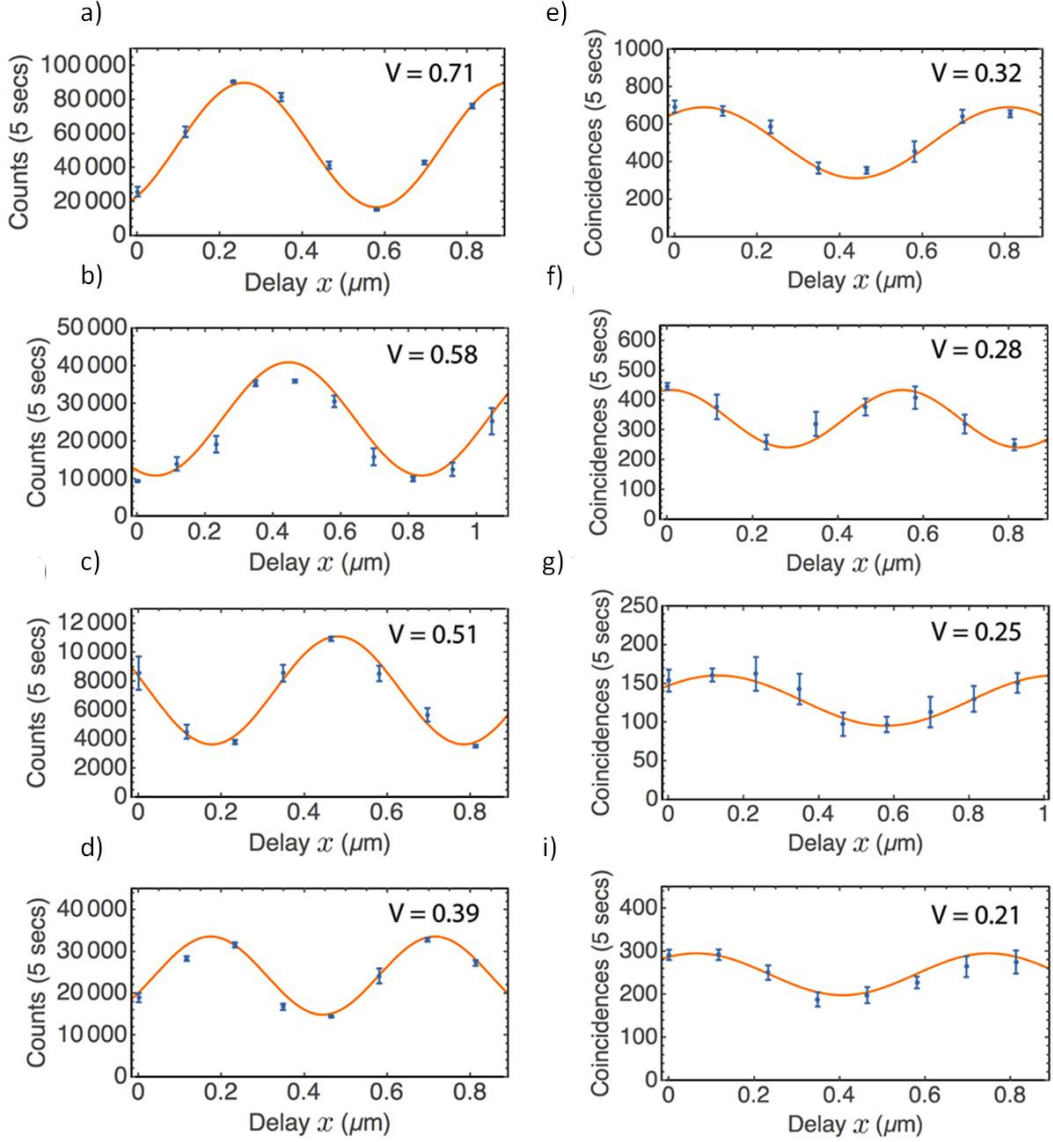 a)
V = 0.71
Counts (5 secs)
100 000
80 000
60 000
40 000
20 000
0
0 0.2 0.4 0.6 0.8
Delay x (μm)
b)
V = 0.58
Counts (5 secs)
50 000
40 000
30 000
20 000
10 000
0
0 0.2 0.4 0.6 0.8 1
Delay x (μm)
c)
V = 0.51
Counts (5 secs)
12 000
10 000
8000
6000
4000
2000
0
0 0.2 0.4 0.6 0.8
Delay x (μm)
d)
V = 0.39
Counts (5 secs)
40 000
30 000
20 000
10 000
0
0 0.2 0.4 0.6 0.8
Delay x (μm)
e)
V = 0.32
Coincidences (5 secs)
1000
800
600
400
200
0
0 0.2 0.4 0.6 0.8
Delay x (μm)
f)
V = 0.28
Coincidences (5 secs)
600
500
400
300
200
100
0
0 0.2 0.4 0.6 0.8
Delay x (μm)
g)
V = 0.25
Coincidences (5 secs)
250
200
150
100
50
0
0 0.2 0.4 0.6 0.8 1
Delay x (μm)
i)
V = 0.21
Coincidences (5 secs)
400
300
200
100
0
0 0.2 0.4 0.6 0.8
Delay x (μm)